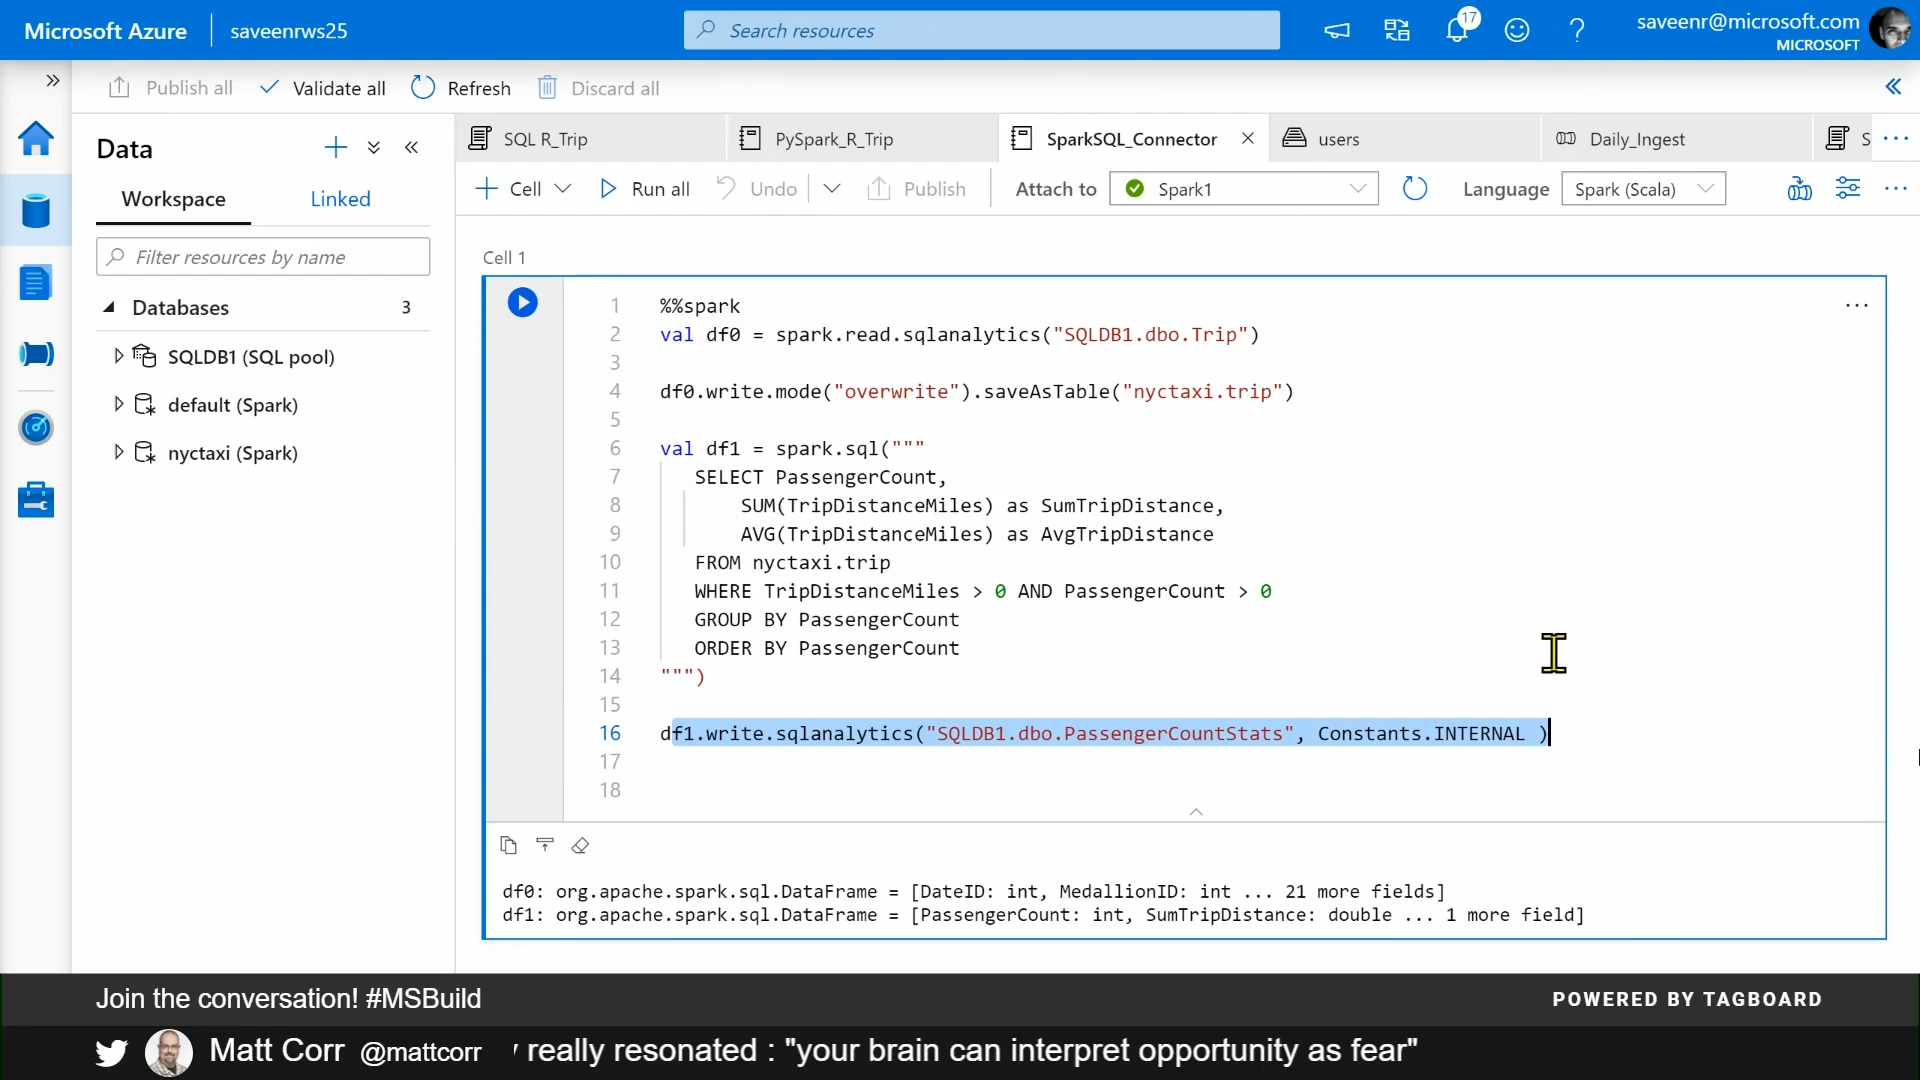 Microsoft Azure
saveenrws25
Search resources
17
saveenr@microsoft.com
MICROSOFT
Publish all
Validate all
Refresh
Discard all
Data
Workspace
Linked
Filter resources by name
Databases
3
SQLDB1 (SQL pool)
default (Spark)
nyctaxi (Spark)
SQL R_Trip
PySpark_R_Trip
SparkSQL_Connector
users
Daily_Ingest
S
Cell
Run all
Undo
Publish
Attach to
Spark1
Language
Spark (Scala)
Cell 1
1 %%spark
2 val df0 = spark.read.sqlanalytics("SQLDB1.dbo.Trip")
3
4 df0.write.mode("overwrite").saveAsTable("nyctaxi.trip")
5
6 val df1 = spark.sql("""
7 SELECT PassengerCount,
8 SUM(TripDistanceMiles) as SumTripDistance,
9 AVG(TripDistanceMiles) as AvgTripDistance
10 FROM nyctaxi.trip
11 WHERE TripDistanceMiles > 0 AND PassengerCount > 0
12 GROUP BY PassengerCount
13 ORDER BY PassengerCount
14 """)
15
16 df1.write.sqlanalytics("SQLDB1.dbo.PassengerCountStats", Constants.INTERNAL )
17
18
df0: org.apache.spark.sql.DataFrame = [DateID: int, MedallionID: int ... 21 more fields]
df1: org.apache.spark.sql.DataFrame = [PassengerCount: int, SumTripDistance: double ... 1 more field]
Join the conversation! #MSBuild
POWERED BY TAGBOARD
Matt Corr @mattcorr
really resonated : "your brain can interpret opportunity as fear"